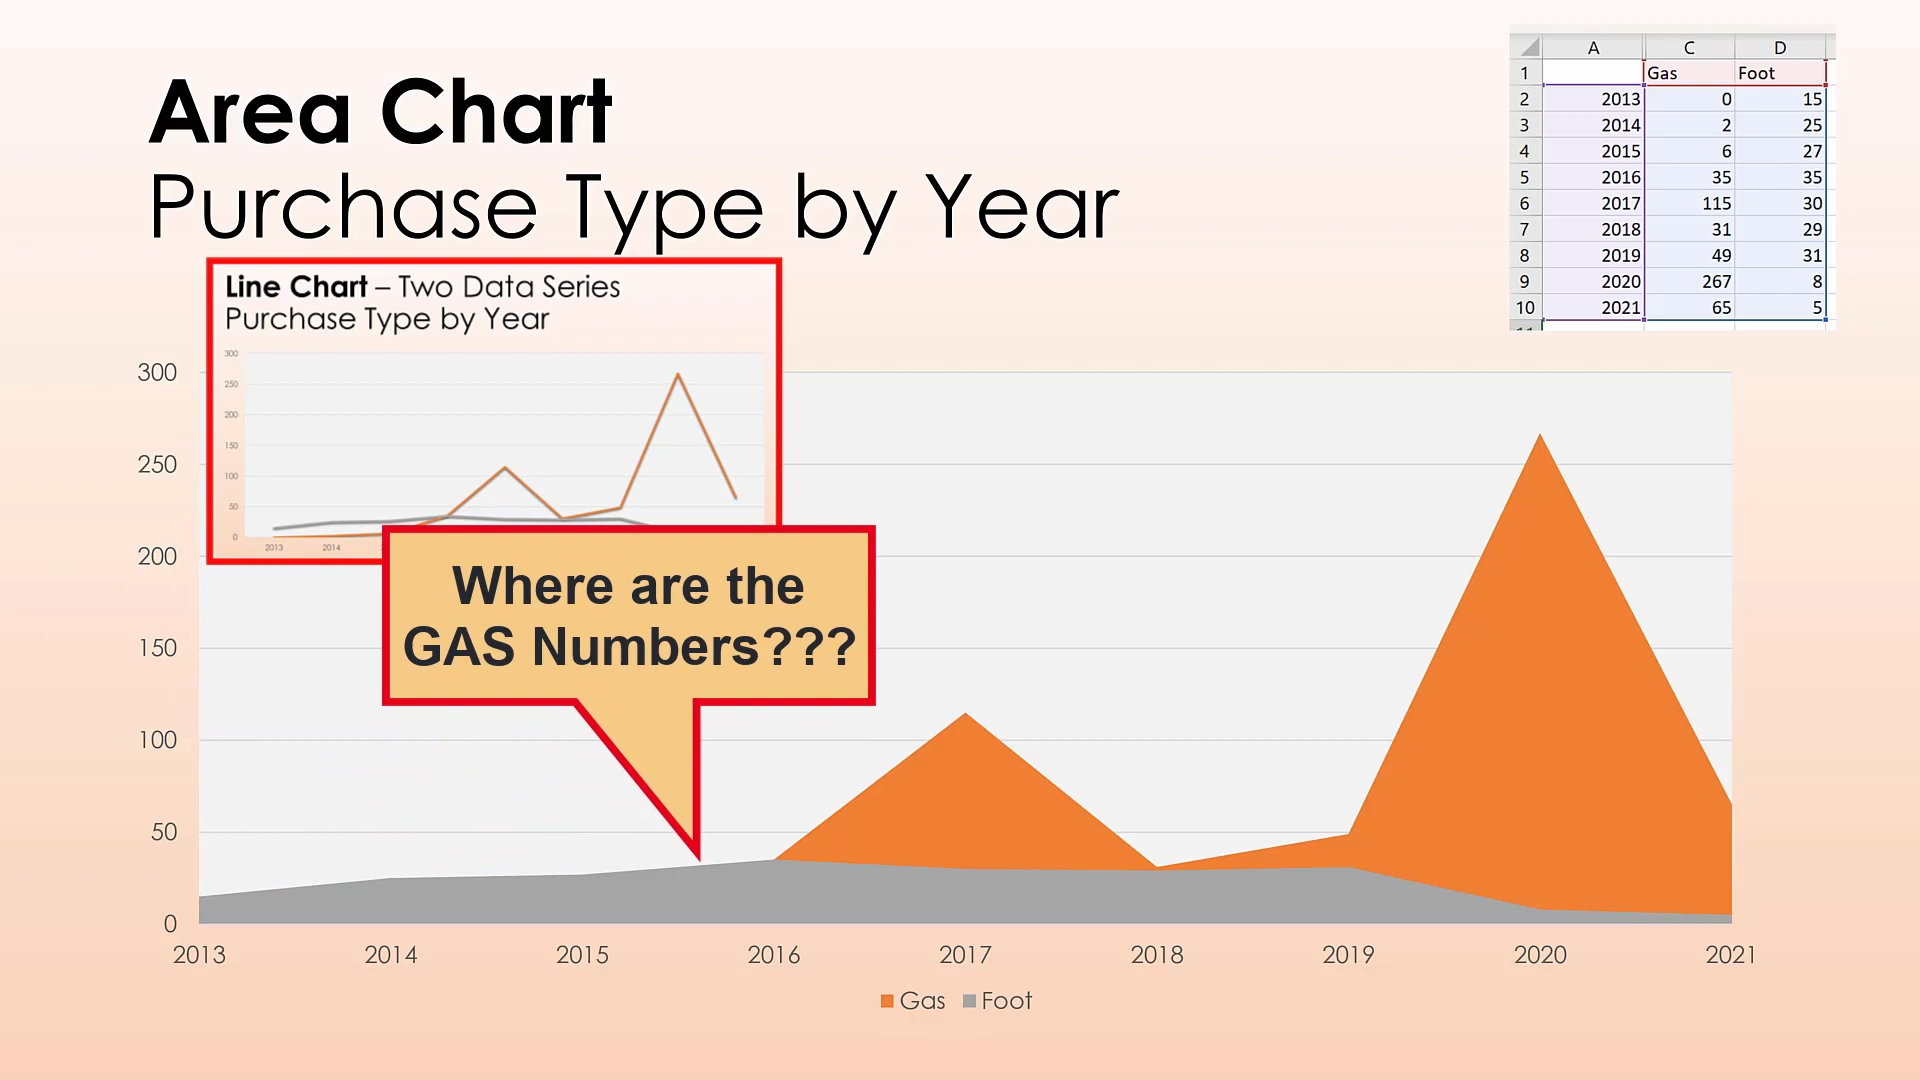 Area Chart
Purchase Type by Year
A C D
1 Gas Foot
2 2013 0 15
3 2014 2 25
4 2015 6 27
5 2016 35 35
6 2017 115 30
7 2018 31 29
8 2019 49 31
9 2020 267 8
10 2021 65 5
Line Chart – Two Data Series
Purchase Type by Year
300
250
200
150
100
50
0
2013 2014
Where are the
GAS Numbers???
300
250
200
150
100
50
0
2013 2014 2015 2016 2017 2018 2019 2020 2021
Gas Foot